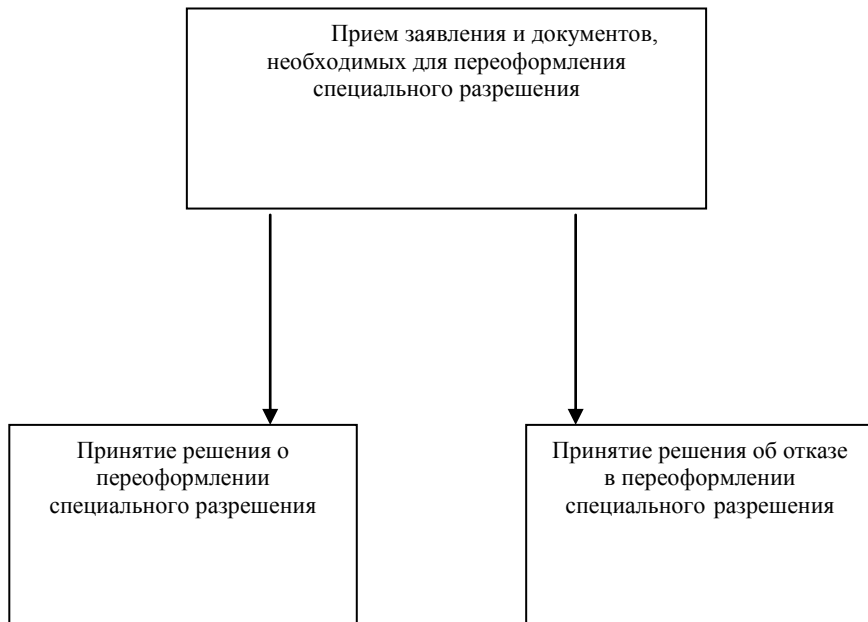 Прием заявления и документов,
необходимых для переоформления
специального разрешения
Принятие решения о
переоформлении
специального разрешения
Принятие решения об отказе
в переоформлении
специального разрешения